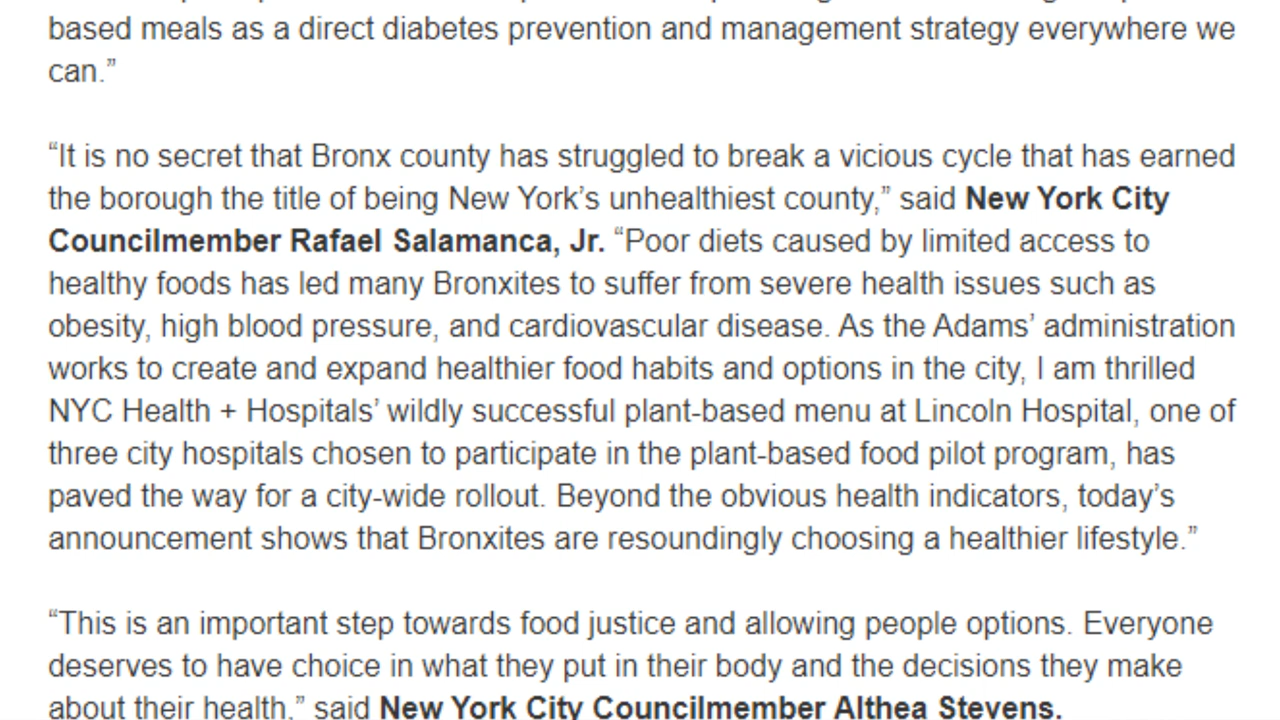 based meals as a direct diabetes prevention and management strategy everywhere we
can.”
“It is no secret that Bronx county has struggled to break a vicious cycle that has earned
the borough the title of being New York’s unhealthiest county,” said New York City
Councilmember Rafael Salamanca, Jr. “Poor diets caused by limited access to
healthy foods has led many Bronxites to suffer from severe health issues such as
obesity, high blood pressure, and cardiovascular disease. As the Adams’ administration
works to create and expand healthier food habits and options in the city, I am thrilled
NYC Health + Hospitals’ wildly successful plant-based menu at Lincoln Hospital, one of
three city hospitals chosen to participate in the plant-based food pilot program, has
paved the way for a city-wide rollout. Beyond the obvious health indicators, today’s
announcement shows that Bronxites are resoundingly choosing a healthier lifestyle.”
“This is an important step towards food justice and allowing people options. Everyone
deserves to have choice in what they put in their body and the decisions they make
about their health,” said New York City Councilmember Althea Stevens.